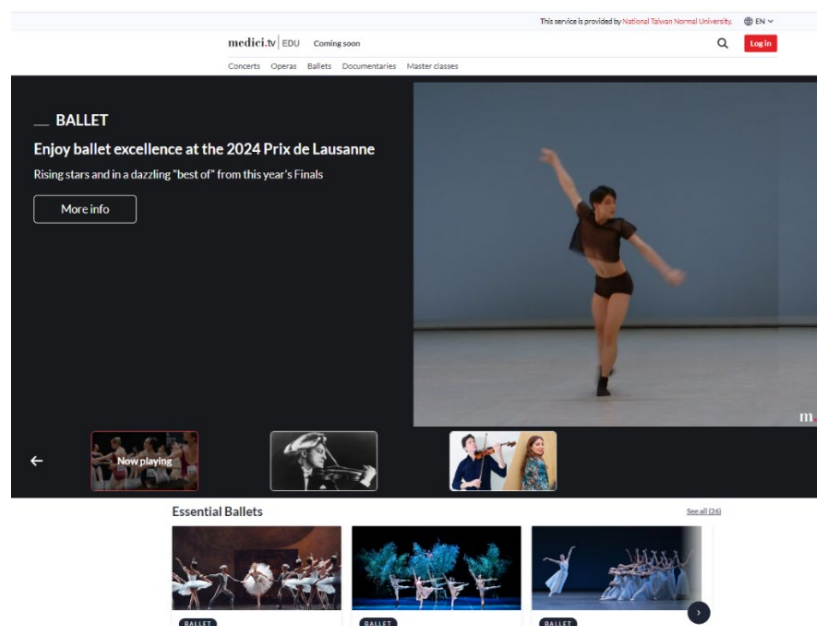 This service is provided by National Taiwan Normal University. EN
medici.tv EDU Coming soon
Log in
Concerts Operas Ballets Documentaries Master classes
BALLET
Enjoy ballet excellence at the 2024 Prix de Lausanne
Rising stars and in a dazzling "best of" from this year's Finals
More info
m.
Now playing
Essential Ballets
See all (26)
BALLET BALLET BALLET